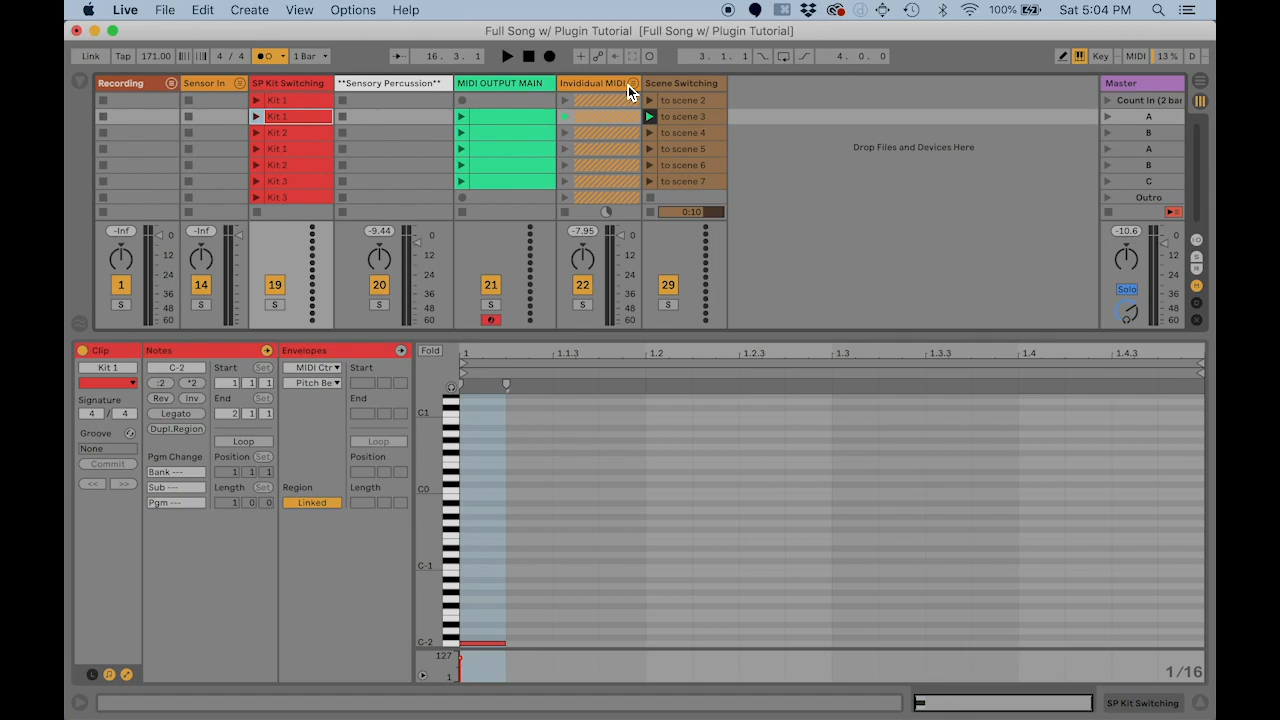 Live File Edit Create View Options Help 100% Sat 5:04 PM
Full Song w/ Plugin Tutorial [Full Song w/ Plugin Tutorial]
Link Tap 171.00 4 / 4 1 Bar 16. 3. 1 3. 1. 1 4. 0. 0 Key MIDI 13 % D
Recording Sensor In SP Kit Switching **Sensory Percussion** MIDI OUTPUT MAIN Invididual MIDI Scene Switching Master
Kit 1 to scene 2 Count In (2 bar
Kit 1 to scene 3 A
Kit 2 to scene 4 B
Kit 1 Drop Files and Devices Here to scene 5 A
Kit 2 to scene 6 B
Kit 3 to scene 7 C
Kit 3 Outro
0:10
-Inf -Inf -9.44 -7.95 -10.6
0 0 0 0
12 12 12 12
24 24 24 24
1 14 19 20 21 22 29 Solo
36 36 36 36
S S S S S S S
48 48 48 48
60 60 60 60
Clip Notes Envelopes Fold 1 1.1.3 1.2 1.2.3 1.3 1.3.3 1.4 1.4.3
Kit 1 C-2 Start Set MIDI Ctr Start
:2 *2 1 1 1 Pitch Be
Signature Rev Inv End Set End
4 / 4 Legato 2 1 1 C1
Groove Dupl.Region Loop Loop
None
Commit Pgm Change Position Set Position
Bank --- 1 1 1
<< >> Sub --- Length Set Region Length C0
Pgm --- 1 0 0 Linked
C-1
C-2
127
1 1/16
SP Kit Switching